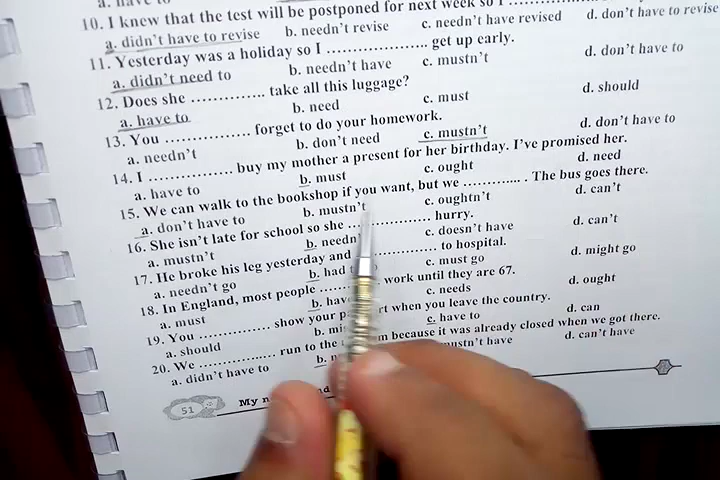 a. have to
10. I knew that the test will be postponed for next week so I ..................
a. didn't have to revise b. needn't revise c. needn't have revised d. don't have to revise
11. Yesterday was a holiday so I .................. get up early.
a. didn't need to b. needn't have c. mustn't d. don't have to
12. Does she .............. take all this luggage?
a. have to b. need c. must d. should
13. You ................ forget to do your homework.
a. needn't b. don't need c. mustn't d. don't have to
14. I ................ buy my mother a present for her birthday. I've promised her.
a. have to b. must c. ought d. need
15. We can walk to the bookshop if you want, but we ............ . The bus goes there.
a. don't have to b. mustn't c. oughtn't d. can't
16. She isn't late for school so she ................ hurry.
a. mustn't b. needn' c. doesn't have d. can't
17. He broke his leg yesterday and ................ to hospital.
a. needn't go b. had c. must go d. might go
18. In England, most people .............. work until they are 67.
a. must b. hav c. needs d. ought
19. You .............. show your when you leave the country.
a. should b. c. have to d. can
20. We ................ run to the because it was already closed when we got there.
a. didn't have to b. mustn't have d. can't have
51 My